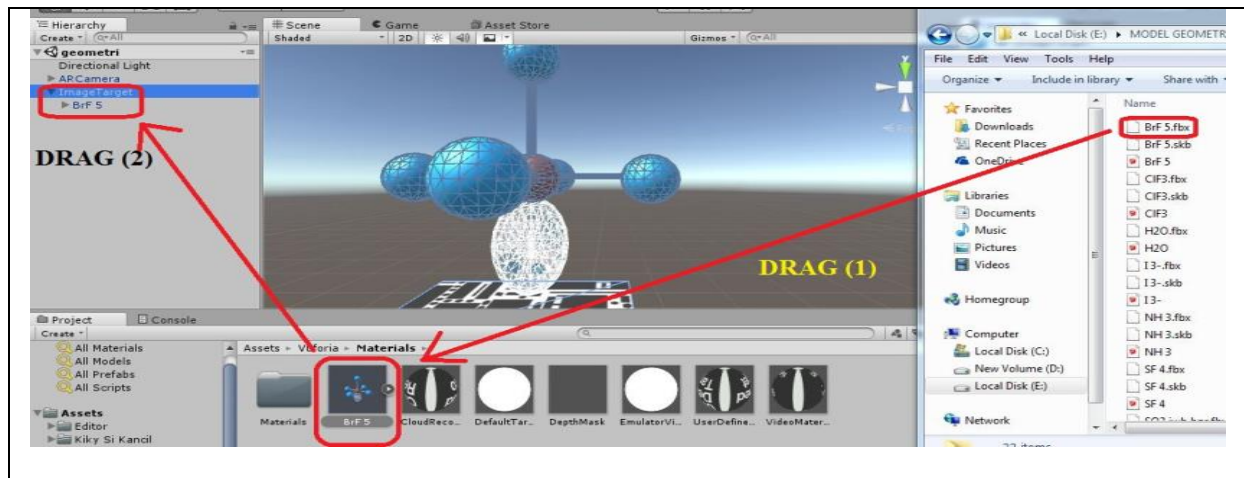 Hierarchy
Create
All
geometri
Directional Light
ARCamera
ImageTarget
BrF 5
DRAG (2)
Scene
Game
Asset Store
Shaded
2D
Gizmos
All
y
DRAG (1)
Project
Console
Create
All Materials
All Models
All Prefabs
All Scripts
Assets
Editor
Kiky Si Kancil
Assets
Vuforia
Materials
Materials
BrF 5
CloudReco...
DefaultTar...
DepthMask
EmulatorVi...
UserDefine...
VideoMater...
Local Disk (E:)
MODEL GEOMETR
File Edit View Tools Help
Organize
Include in library
Share with
Favorites
Downloads
Recent Places
OneDrive
Libraries
Documents
Music
Pictures
Videos
Homegroup
Computer
Local Disk (C:)
New Volume (D:)
Local Disk (E:)
Network
Name
BrF 5.fbx
BrF 5.skb
BrF 5
ClF3.fbx
ClF3.skb
ClF3
H2O.fbx
H2O
I3-.fbx
I3-.skb
I3-
NH 3.fbx
NH 3.skb
NH 3
SF 4.fbx
SF 4.skb
SF 4